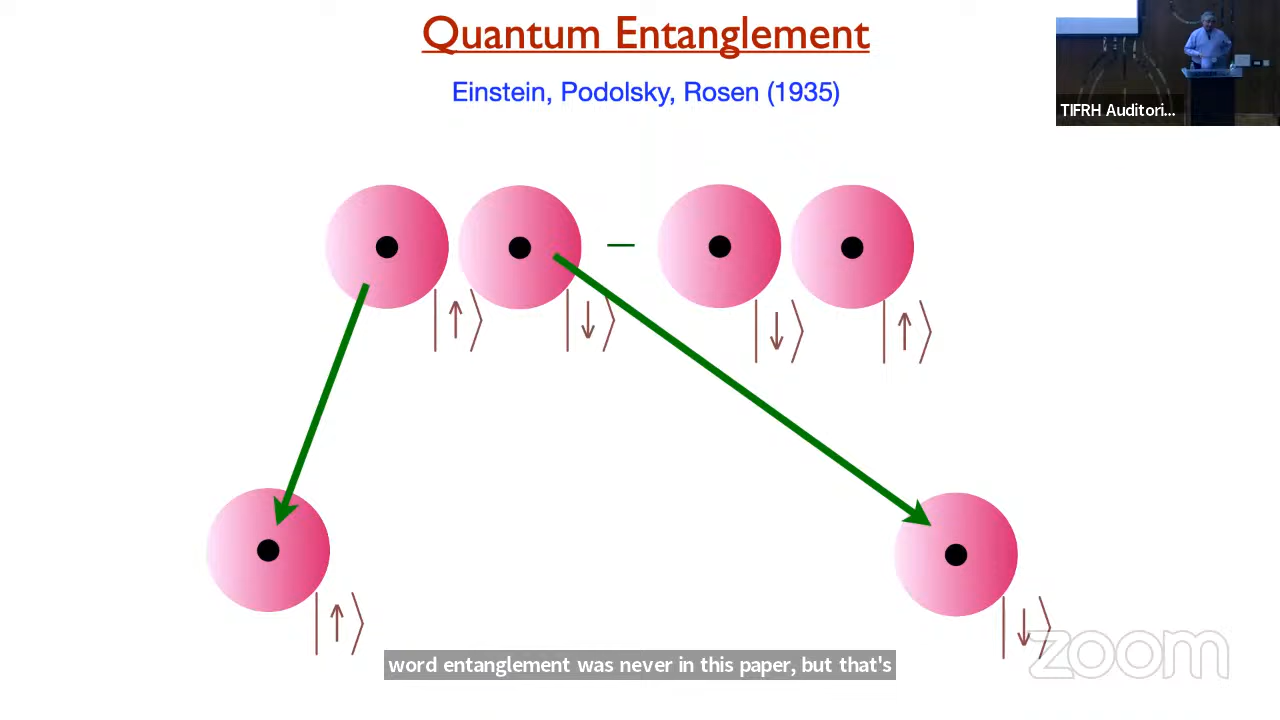 Quantum Entanglement
Einstein, Podolsky, Rosen (1935)
TIFRH Auditori...
−
|↑⟩ |↓⟩ |↓⟩ |↑⟩
|↑⟩ |↓⟩
word entanglement was never in this paper, but that's
zoom